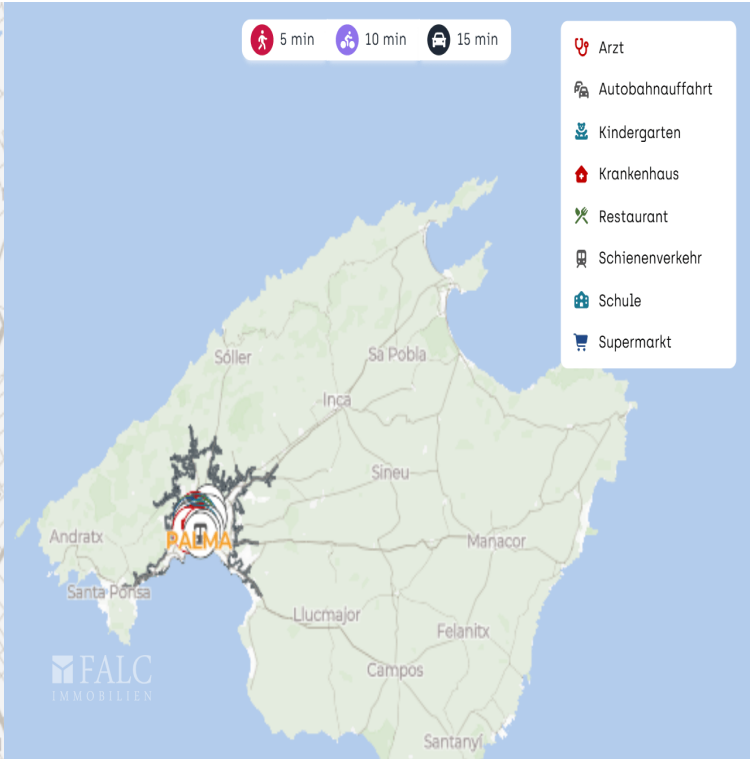 5 min
10 min
15 min
Arzt
Autobahnauffahrt
Kindergarten
Krankenhaus
Restaurant
Schienenverkehr
Schule
Supermarkt
Sóller
Sa Pobla
Inca
Sineu
Andratx
PALMA
Manacor
Santa Ponsa
Llucmajor
Felanitx
Campos
Santanyí
FALC
IMMOBILIEN